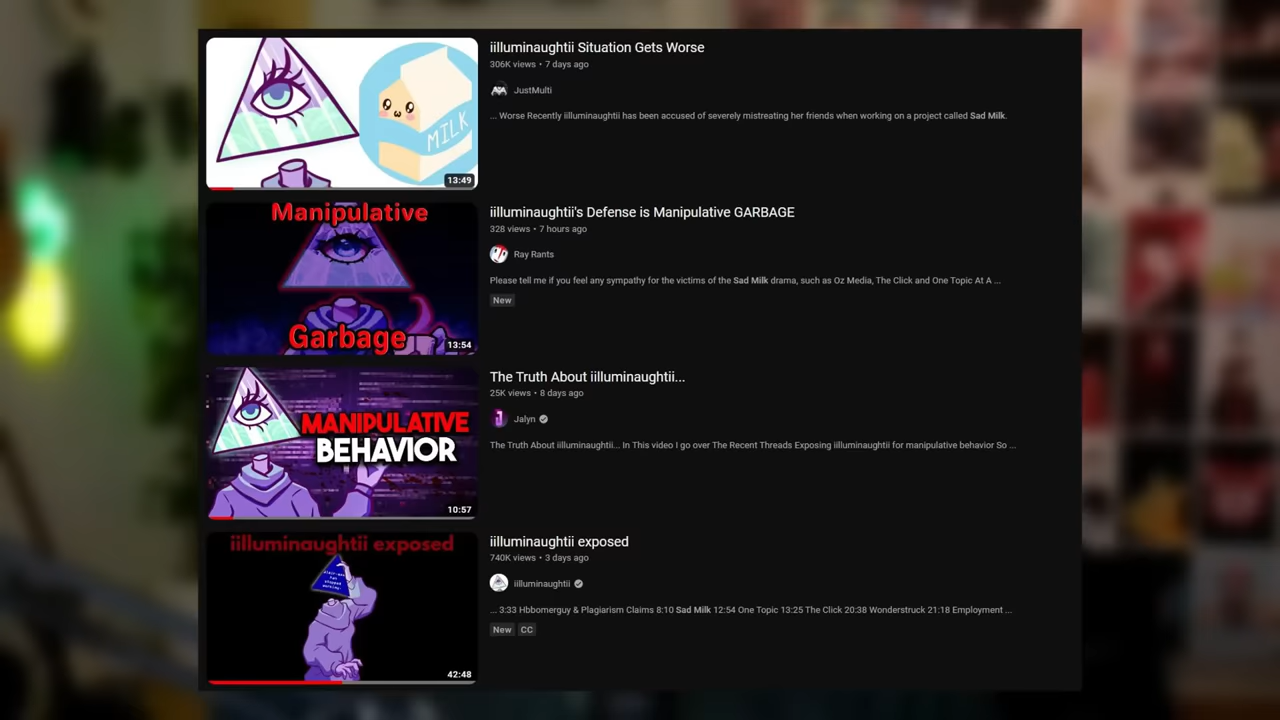 MILK
13:49
iilluminaughtii Situation Gets Worse
306K views • 7 days ago
JustMulti
... Worse Recently iilluminaughtii has been accused of severely mistreating her friends when working on a project called Sad Milk.
Manipulative
Garbage
13:54
iilluminaughtii's Defense is Manipulative GARBAGE
328 views • 7 hours ago
Ray Rants
Please tell me if you feel any sympathy for the victims of the Sad Milk drama, such as Oz Media, The Click and One Topic At A ...
New
MANIPULATIVE
BEHAVIOR
10:57
The Truth About iilluminaughtii...
25K views • 8 days ago
Jalyn
The Truth About iilluminaughtii... In This video I go over The Recent Threads Exposing iilluminaughtii for manipulative behavior So ...
iilluminaughtii exposed
42:48
iilluminaughtii exposed
740K views • 3 days ago
iilluminaughtii
... 3:33 Hbbomerguy & Plagiarism Claims 8:10 Sad Milk 12:54 One Topic 13:25 The Click 20:38 Wonderstruck 21:18 Employment ...
New CC